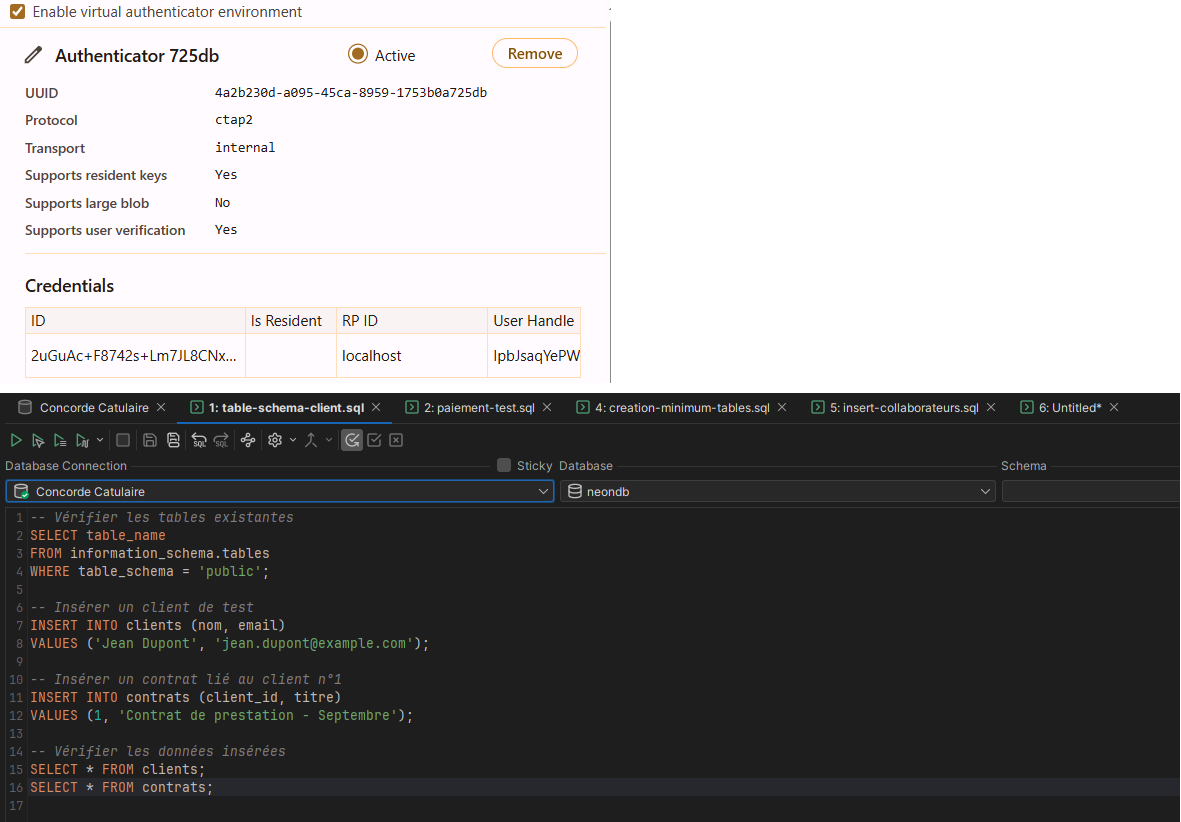 Enable virtual authenticator environment
Authenticator 725db
Active
Remove
UUID 4a2b230d-a095-45ca-8959-1753b0a725db
Protocol ctap2
Transport internal
Supports resident keys Yes
Supports large blob No
Supports user verification Yes
Credentials
ID Is Resident RP ID User Handle
2uGuAc+F8742s+Lm7JL8CNx... localhost IpbJsaqYePW
Concorde Catulaire 1: table-schema-client.sql 2: paiement-test.sql 4: creation-minimum-tables.sql 5: insert-collaborateurs.sql 6: Untitled*
SQL SQL
Database Connection Sticky Database Schema
Concorde Catulaire neondb
1 -- Vérifier les tables existantes
2 SELECT table_name
3 FROM information_schema.tables
4 WHERE table_schema = 'public';
5
6 -- Insérer un client de test
7 INSERT INTO clients (nom, email)
8 VALUES ('Jean Dupont', 'jean.dupont@example.com');
9
10 -- Insérer un contrat lié au client n°1
11 INSERT INTO contrats (client_id, titre)
12 VALUES (1, 'Contrat de prestation - Septembre');
13
14 -- Vérifier les données insérées
15 SELECT * FROM clients;
16 SELECT * FROM contrats;
17